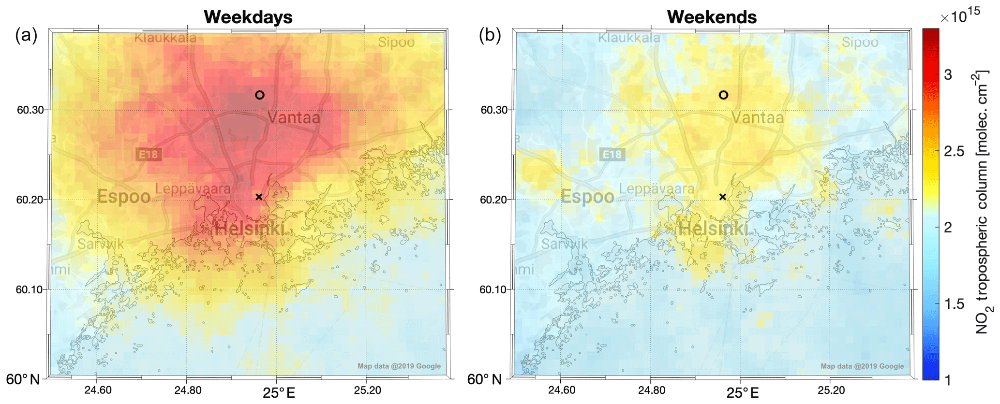 Weekdays
(a)
Klaukkala
Sipoo
60.30
Vantaa
E18
Leppävaara
Espoo
60.20
Helsinki
Sarvvik
60.10
Map data @2019 Google
60° N
24.60
24.80
25° E
25.20
Weekends
(b)
Klaukkala
Sipoo
60.30
Vantaa
E18
Leppävaara
Espoo
60.20
Helsinki
Sarvvik
60.10
Map data @2019 Google
60° N
24.60
24.80
25° E
25.20
×10¹⁵
3
2.5
2
1.5
1
NO₂ tropospheric column [molec. cm⁻²]